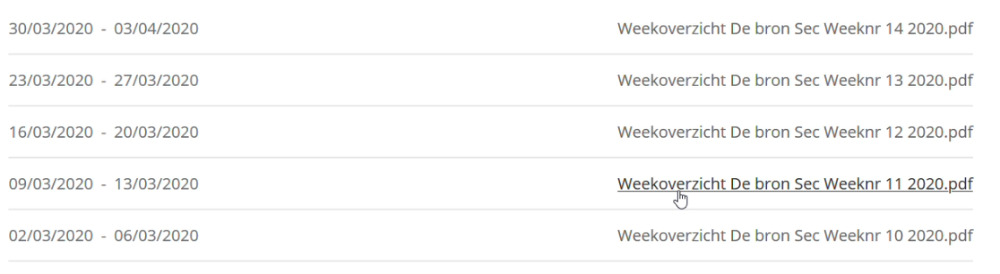 30/03/2020 - 03/04/2020 Weekoverzicht De bron Sec Weeknr 14 2020.pdf
23/03/2020 - 27/03/2020 Weekoverzicht De bron Sec Weeknr 13 2020.pdf
16/03/2020 - 20/03/2020 Weekoverzicht De bron Sec Weeknr 12 2020.pdf
09/03/2020 - 13/03/2020 Weekoverzicht De bron Sec Weeknr 11 2020.pdf
02/03/2020 - 06/03/2020 Weekoverzicht De bron Sec Weeknr 10 2020.pdf